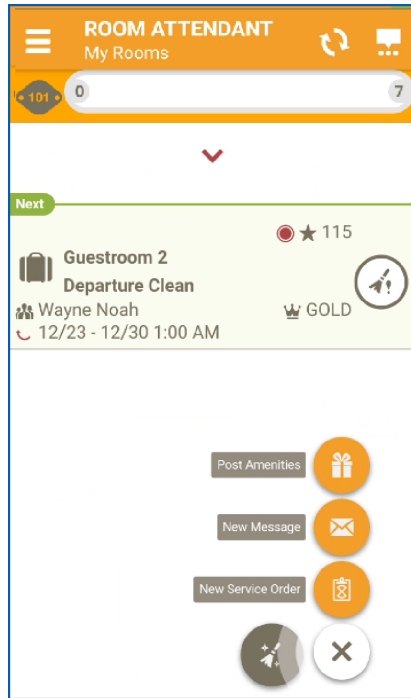 ROOM ATTENDANT
My Rooms
101
0 7
Next
115
Guestroom 2
Departure Clean
Wayne Noah GOLD
12/23 - 12/30 1:00 AM
Post Amenities
New Message
New Service Order